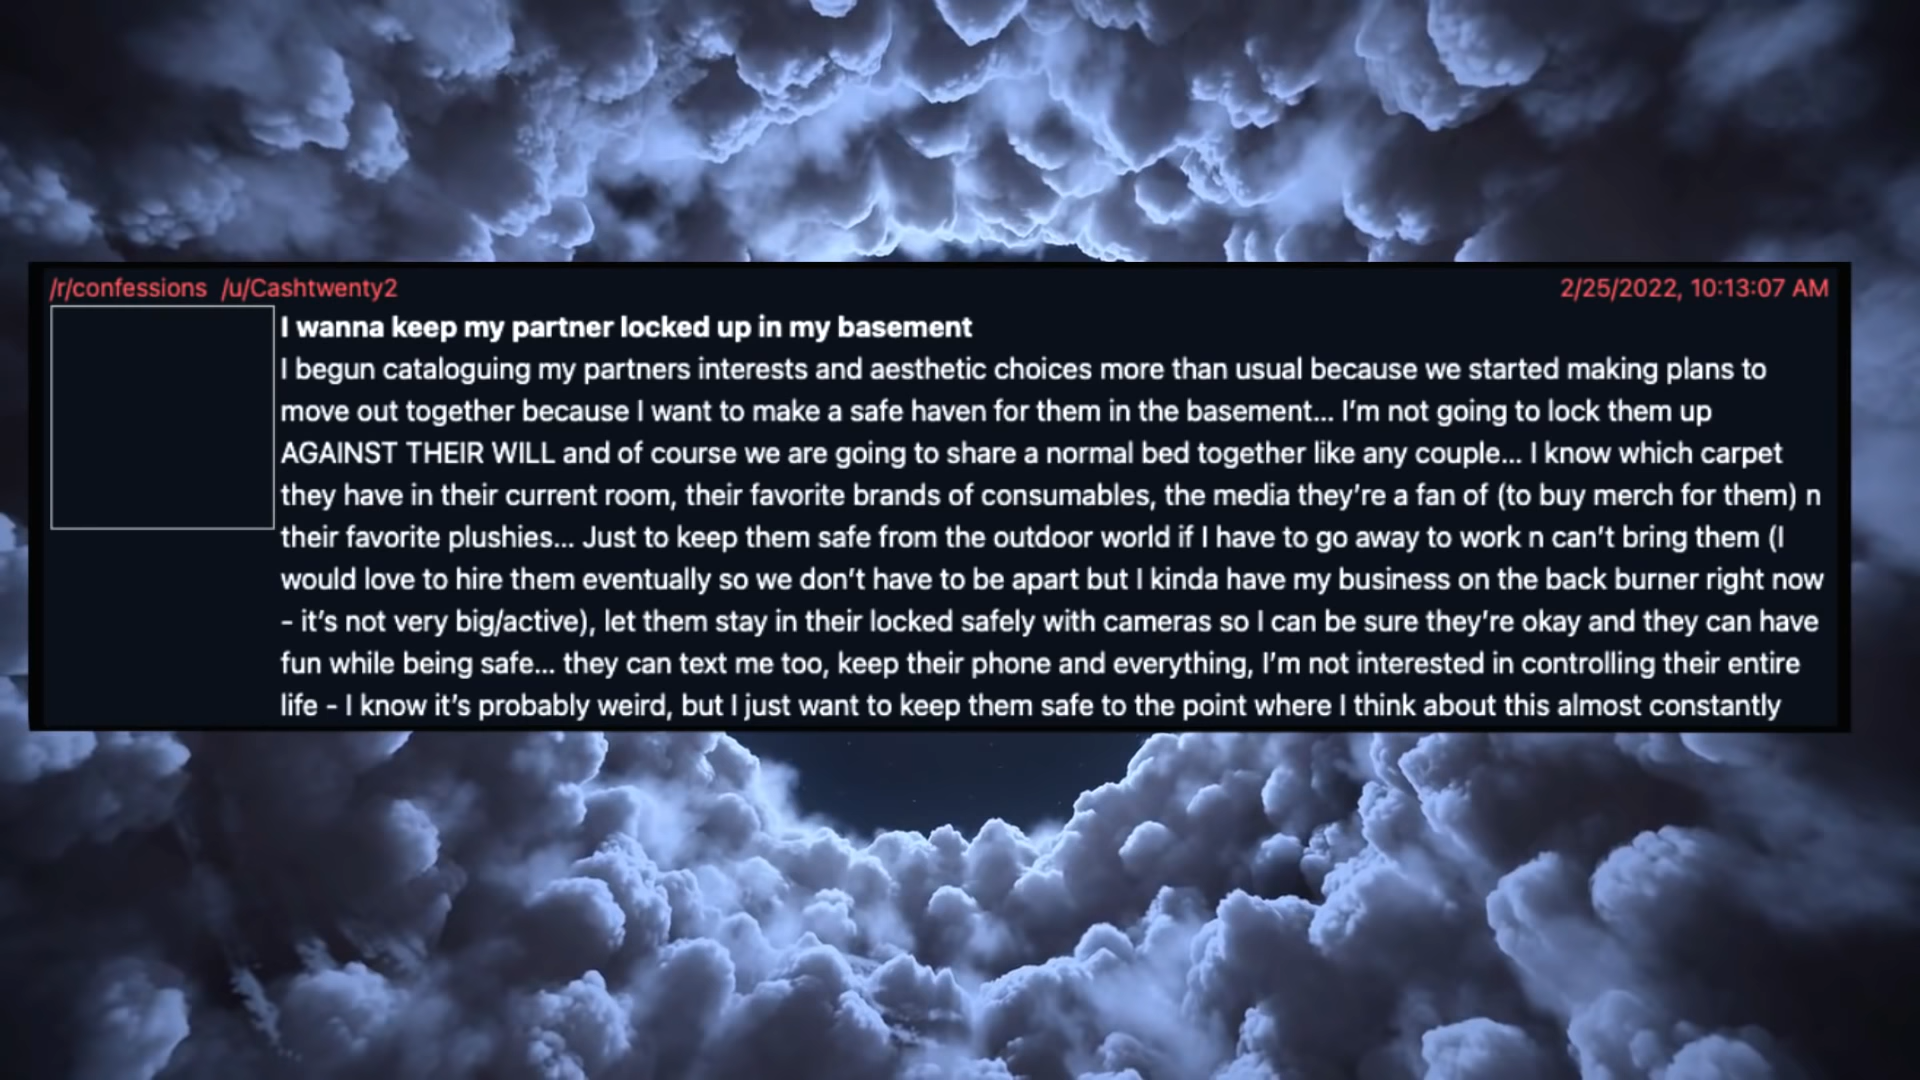 /r/confessions /u/Cashtwenty2 2/25/2022, 10:13:07 AM
I wanna keep my partner locked up in my basement
I begun cataloguing my partners interests and aesthetic choices more than usual because we started making plans to
move out together because I want to make a safe haven for them in the basement... I’m not going to lock them up
AGAINST THEIR WILL and of course we are going to share a normal bed together like any couple... I know which carpet
they have in their current room, their favorite brands of consumables, the media they’re a fan of (to buy merch for them) n
their favorite plushies... Just to keep them safe from the outdoor world if I have to go away to work n can’t bring them (I
would love to hire them eventually so we don’t have to be apart but I kinda have my business on the back burner right now
- it’s not very big/active), let them stay in their locked safely with cameras so I can be sure they’re okay and they can have
fun while being safe... they can text me too, keep their phone and everything, I’m not interested in controlling their entire
life - I know it’s probably weird, but I just want to keep them safe to the point where I think about this almost constantly